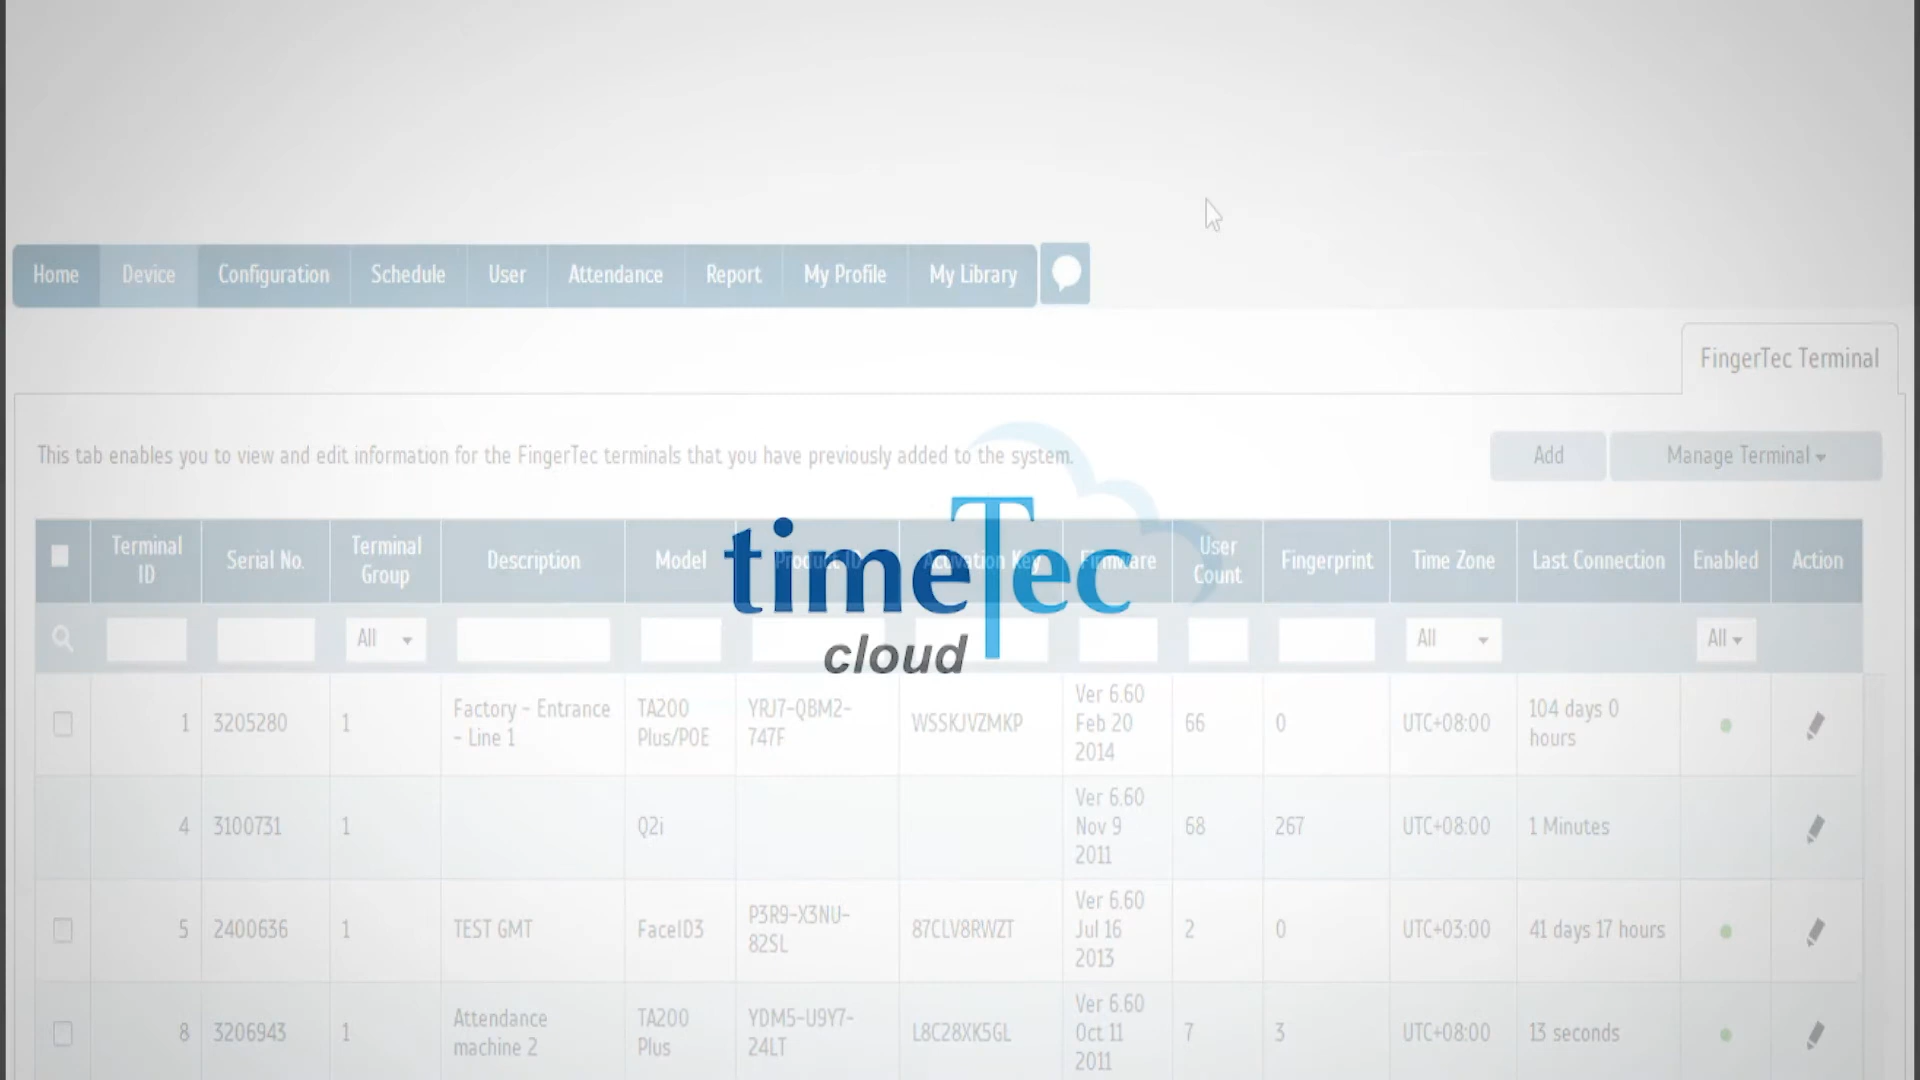 Home Device Configuration Schedule User Attendance Report My Profile My Library
FingerTec Terminal
This tab enables you to view and edit information for the FingerTec terminals that you have previously added to the system.
Add Manage Terminal
timeTec
cloud
Terminal ID Serial No. Terminal Group Description Model Product ID Activation Key Firmware User Count Fingerprint Time Zone Last Connection Enabled Action
All All All
1 3205280 1 Factory - Entrance - Line 1 TA200 Plus/POE YRJ7-QBM2-747F WSSKJVZMKP Ver 6.60 Feb 20 2014 66 0 UTC+08:00 104 days 0 hours
4 3100731 1 Q2i Ver 6.60 Nov 9 2011 68 267 UTC+08:00 1 Minutes
5 2400636 1 TEST GMT FaceID3 P3R9-X3NU-82SL 87CLV8RWZT Ver 6.60 Jul 16 2013 2 0 UTC+03:00 41 days 17 hours
8 3206943 1 Attendance machine 2 TA200 Plus YDM5-U9Y7-24LT L8C28XK5GL Ver 6.60 Oct 11 2011 7 3 UTC+08:00 13 seconds